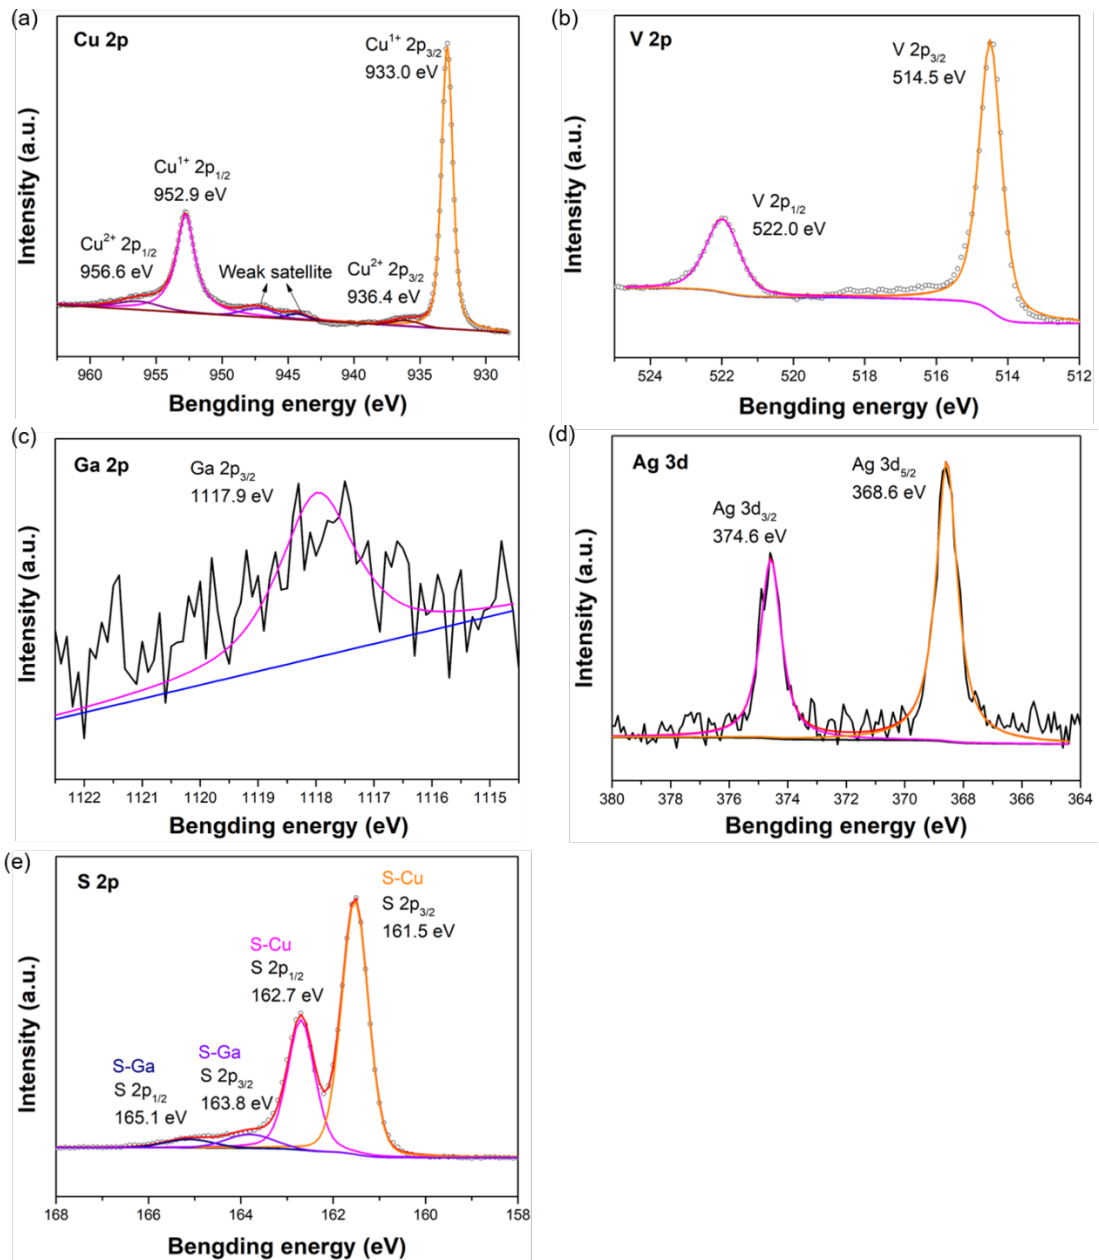 (a)
Cu 2p
Cu¹⁺ 2p₃/₂
933.0 eV
Cu¹⁺ 2p₁/₂
952.9 eV
Cu²⁺ 2p₁/₂
956.6 eV
Weak satellite
Cu²⁺ 2p₃/₂
936.4 eV
Intensity (a.u.)
960 955 950 945 940 935 930
Bengding energy (eV)
(b)
V 2p
V 2p₃/₂
514.5 eV
V 2p₁/₂
522.0 eV
Intensity (a.u.)
524 522 520 518 516 514 512
Bengding energy (eV)
(c)
Ga 2p
Ga 2p₃/₂
1117.9 eV
Intensity (a.u.)
1122 1121 1120 1119 1118 1117 1116 1115
Bengding energy (eV)
(d)
Ag 3d
Ag 3d₅/₂
368.6 eV
Ag 3d₃/₂
374.6 eV
Intensity (a.u.)
380 378 376 374 372 370 368 366 364
Bengding energy (eV)
(e)
S 2p
S-Cu
S 2p₃/₂
161.5 eV
S-Cu
S 2p₁/₂
162.7 eV
S-Ga
S 2p₃/₂
163.8 eV
S-Ga
S 2p₁/₂
165.1 eV
Intensity (a.u.)
168 166 164 162 160 158
Bengding energy (eV)